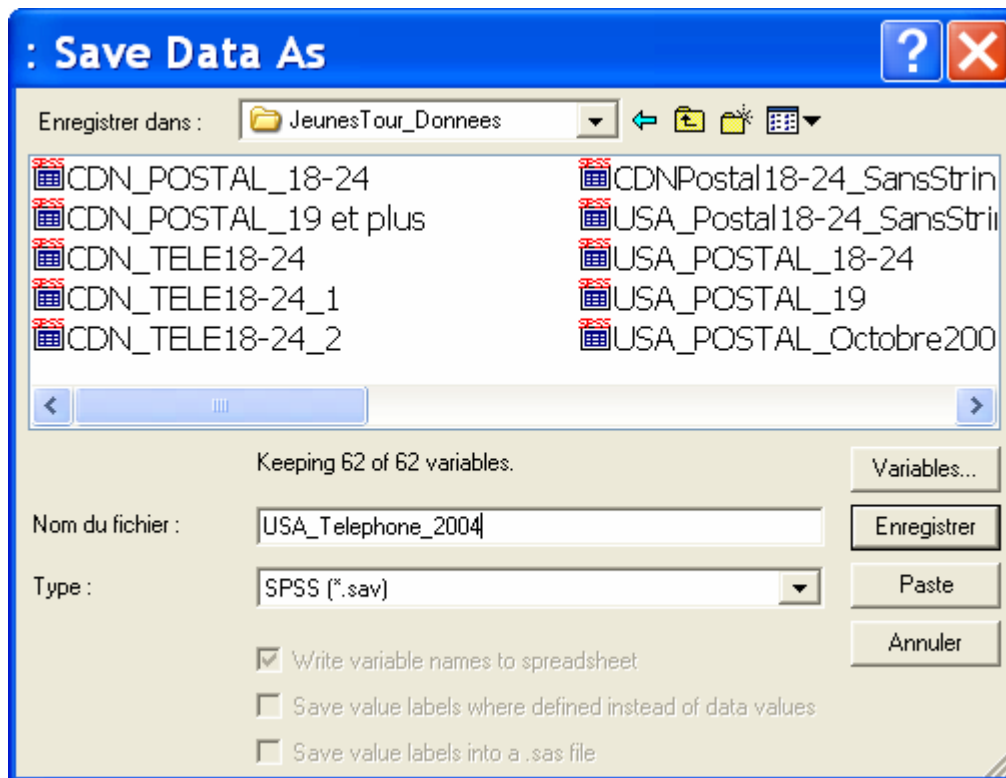 : Save Data As
Enregistrer dans :
JeunesTour_Donnees
CDN_POSTAL_18-24
CDN_POSTAL_19 et plus
CDN_TELE18-24
CDN_TELE18-24_1
CDN_TELE18-24_2
CDNPostal18-24_SansStrin
USA_Postal18-24_SansStrin
USA_POSTAL_18-24
USA_POSTAL_19
USA_POSTAL_Octobre200
Keeping 62 of 62 variables.
Variables...
Nom du fichier :
USA_Telephone_2004
Enregistrer
Type :
SPSS (*.sav)
Paste
Annuler
Write variable names to spreadsheet
Save value labels where defined instead of data values
Save value labels into a .sas file